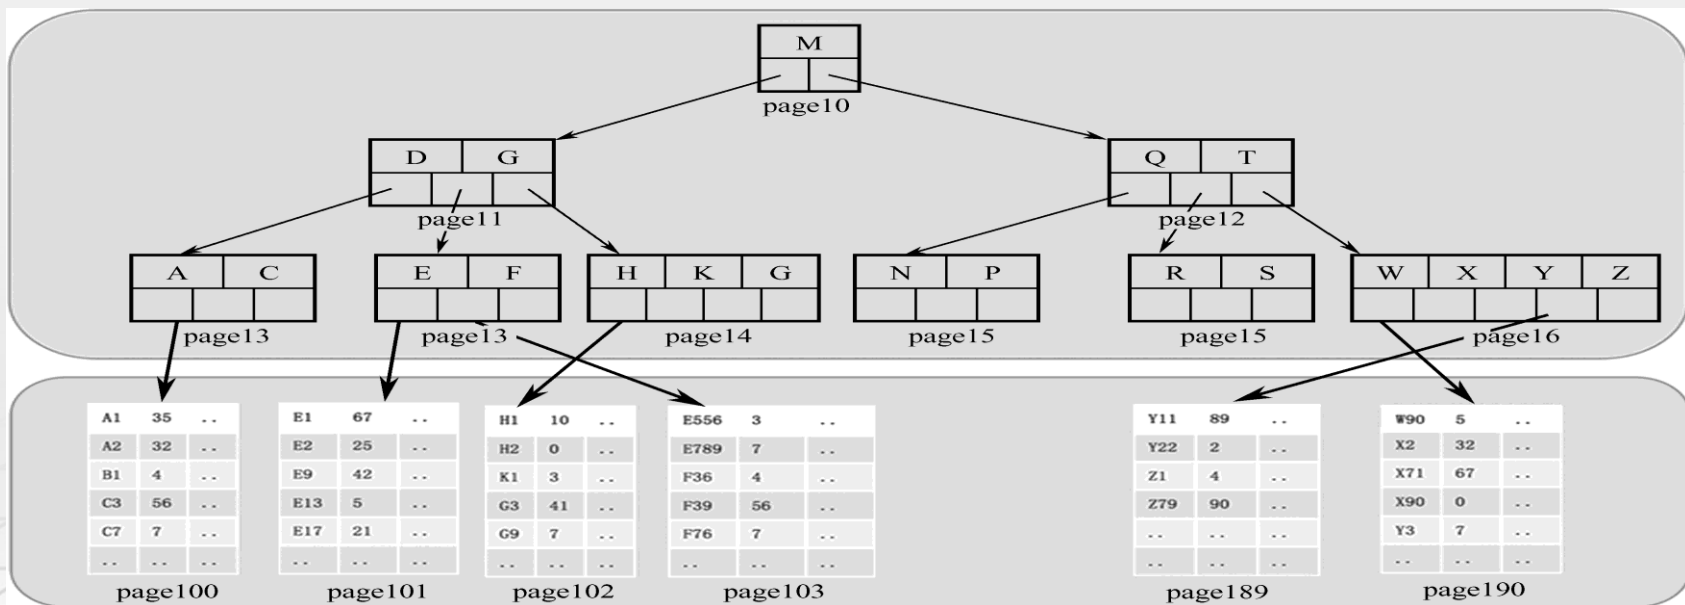 M
page10
D G
page11
Q T
page12
A C
page13
E F
page13
H K G
page14
N P
page15
R S
page15
W X Y Z
page16
A1 35 ..
A2 32 ..
B1 4 ..
C3 56 ..
C7 7 ..
.. .. ..
page100
E1 67 ..
E2 25 ..
E9 42 ..
E13 5 ..
E17 21 ..
.. .. ..
page101
H1 10 ..
H2 0 ..
K1 3 ..
G3 41 ..
G9 7 ..
.. .. ..
page102
E556 3 ..
E789 7 ..
F36 4 ..
F39 56 ..
F76 7 ..
.. .. ..
page103
Y11 89 ..
Y22 2 ..
Z1 4 ..
Z79 90 ..
.. .. ..
.. .. ..
page189
W90 5 ..
X2 32 ..
X71 67 ..
X90 0 ..
Y3 7 ..
.. .. ..
page190